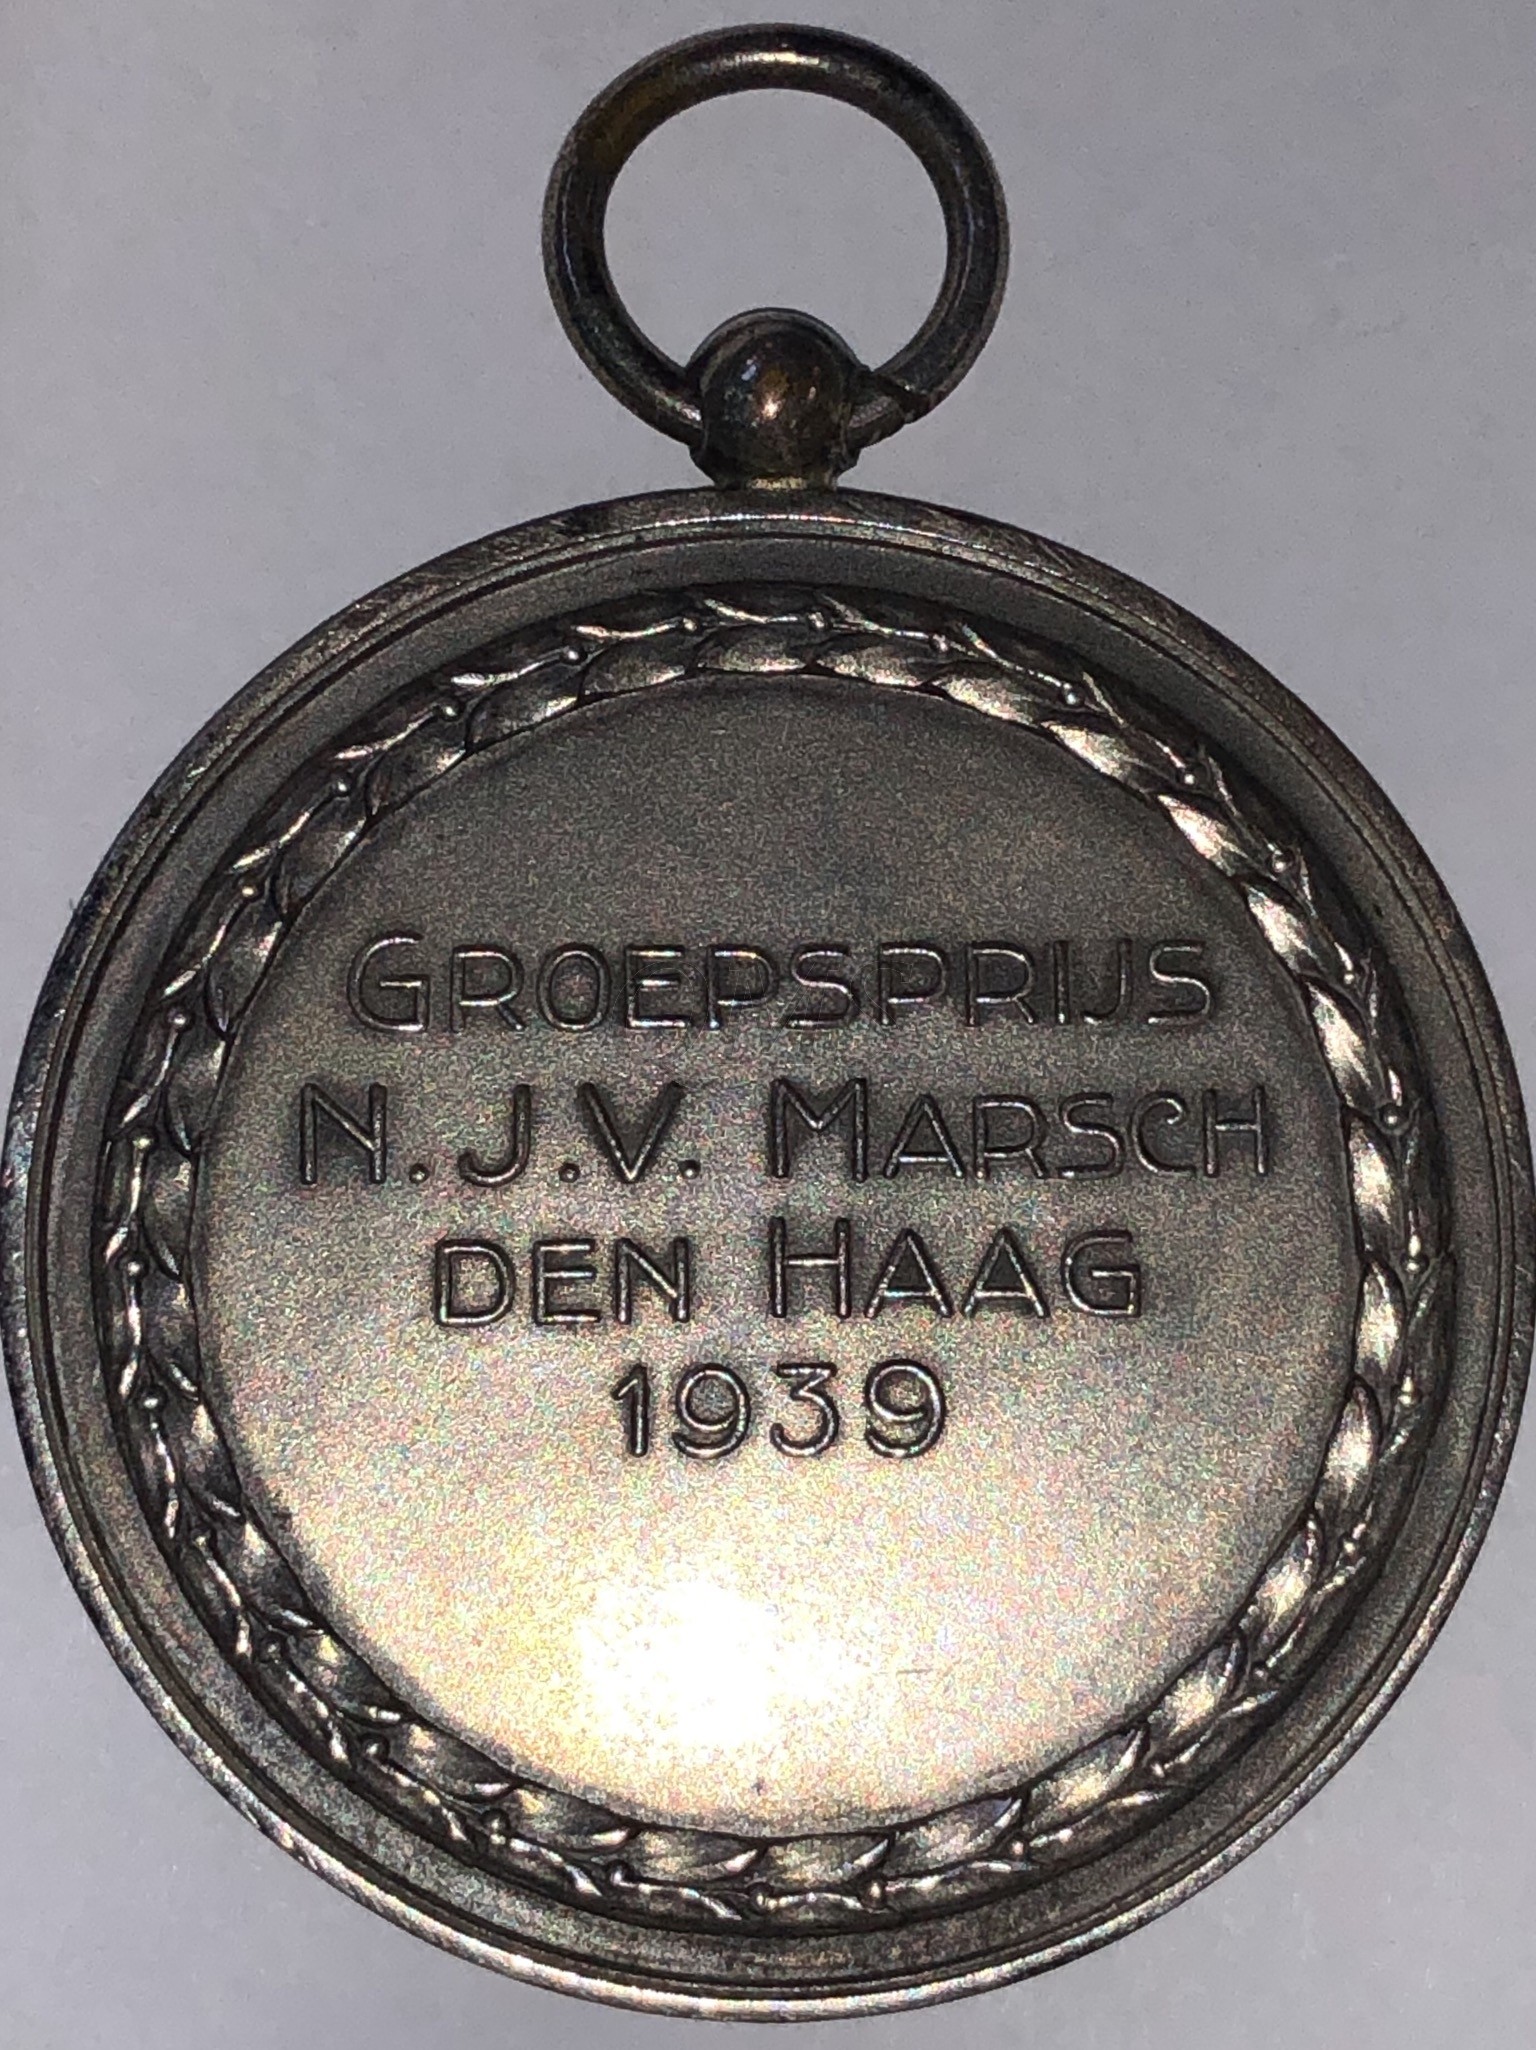 GROEPSPRIJS
N.J.V. MARSCH
DEN HAAG
1939